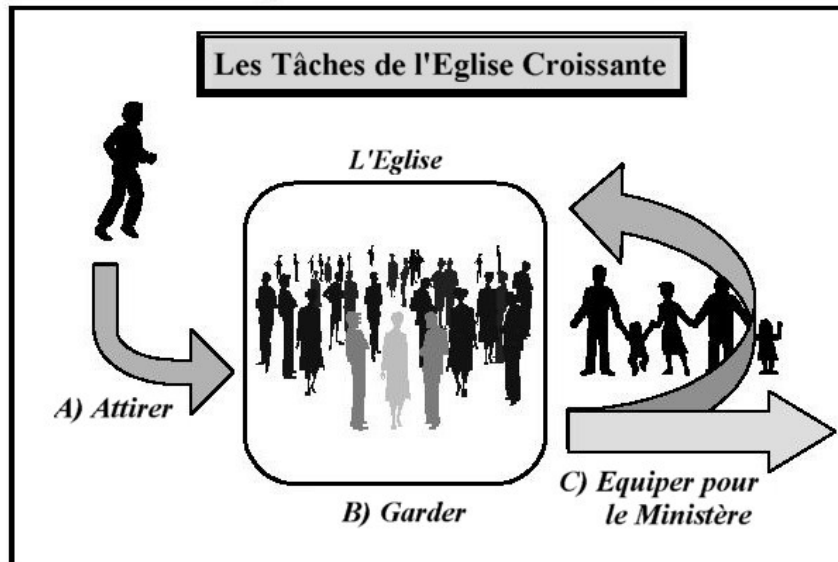 Les Tâches de l'Eglise Croissante
L'Eglise
A) Attirer
B) Garder
C) Equiper pour
le Ministère